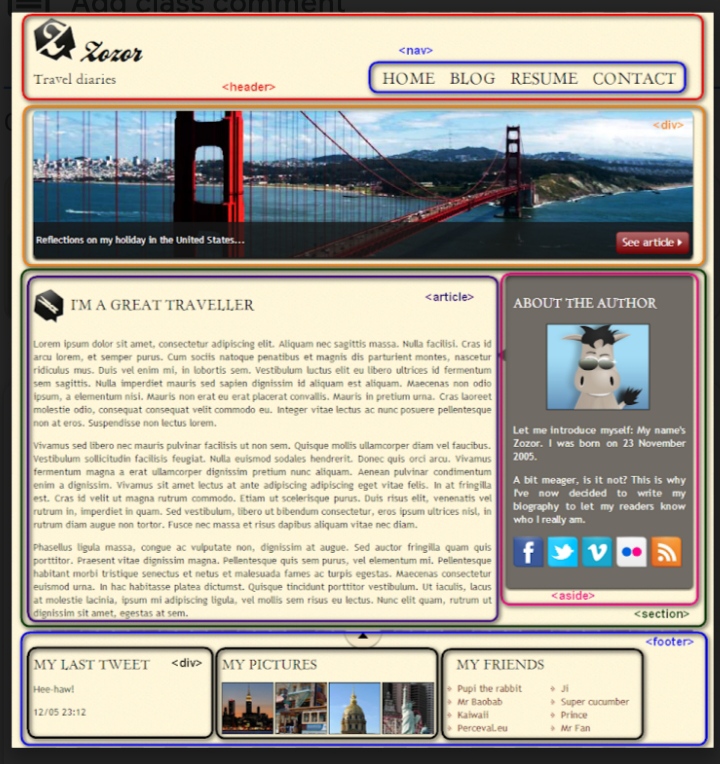 Add class comment
Zozor
Travel diaries
<header>
<nav>
HOME BLOG RESUME CONTACT
<div>
Reflections on my holiday in the United States...
See article
I'M A GREAT TRAVELLER
<article>
Lorem ipsum dolor sit amet, consectetur adipiscing elit. Aliquam nec sagittis massa. Nulla facilisi. Cras id
arcu lorem, et semper purus. Cum sociis natoque penatibus et magnis dis parturient montes, nascetur
ridiculus mus. Duis vel enim mi, in lobortis sem. Vestibulum luctus elit eu libero ultrices id fermentum
sem sagittis. Nulla imperdiet mauris sed sapien dignissim id aliquam est aliquam. Maecenas non odio
ipsum, a elementum nisi. Mauris non erat eu erat placerat convallis. Mauris in pretium urna. Cras laoreet
molestie odio, consequat consequat velit commodo eu. Integer vitae lectus ac nunc posuere pellentesque
non at eros. Suspendisse non lectus lorem.
Vivamus sed libero nec mauris pulvinar facilisis ut non sem. Quisque mollis ullamcorper diam vel faucibus.
Vestibulum sollicitudin facilisis feugiat. Nulla euismod sodales hendrerit. Donec quis orci arcu. Vivamus
fermentum magna a erat ullamcorper dignissim pretium nunc aliquam. Aenean pulvinar condimentum
enim a dignissim. Vivamus sit amet lectus at ante adipiscing adipiscing eget vitae felis. In at fringilla
est. Cras id velit ut magna rutrum commodo. Etiam ut scelerisque purus. Duis risus elit, venenatis vel
rutrum in, imperdiet in quam. Sed vestibulum, libero ut bibendum consectetur, eros ipsum ultrices nisl, in
rutrum diam augue non tortor. Fusce nec massa et risus dapibus aliquam vitae nec diam.
Phasellus ligula massa, congue ac vulputate non, dignissim at augue. Sed auctor fringilla quam quis
porttitor. Praesent vitae dignissim magna. Pellentesque quis sem purus, vel elementum mi. Pellentesque
habitant morbi tristique senectus et netus et malesuada fames ac turpis egestas. Maecenas consectetur
euismod urna. In hac habitasse platea dictumst. Quisque tincidunt porttitor vestibulum. Ut iaculis, lacus
at molestie lacinia, ipsum mi adipiscing ligula, vel mollis sem risus eu lectus. Nunc elit quam, rutrum ut
dignissim sit amet, egestas at sem.
ABOUT THE AUTHOR
Let me introduce myself: My name's
Zozor. I was born on 23 November
2005.
A bit meager, is it not? This is why
I've now decided to write my
biography to let my readers know
who I really am.
<aside>
<section>
<footer>
MY LAST TWEET
<div>
Hee-haw!
12/05 23:12
MY PICTURES
MY FRIENDS
Pupi the rabbit
Mr Baobab
Kaiwaii
Perceval.eu
Ji
Super cucumber
Prince
Mr Fan